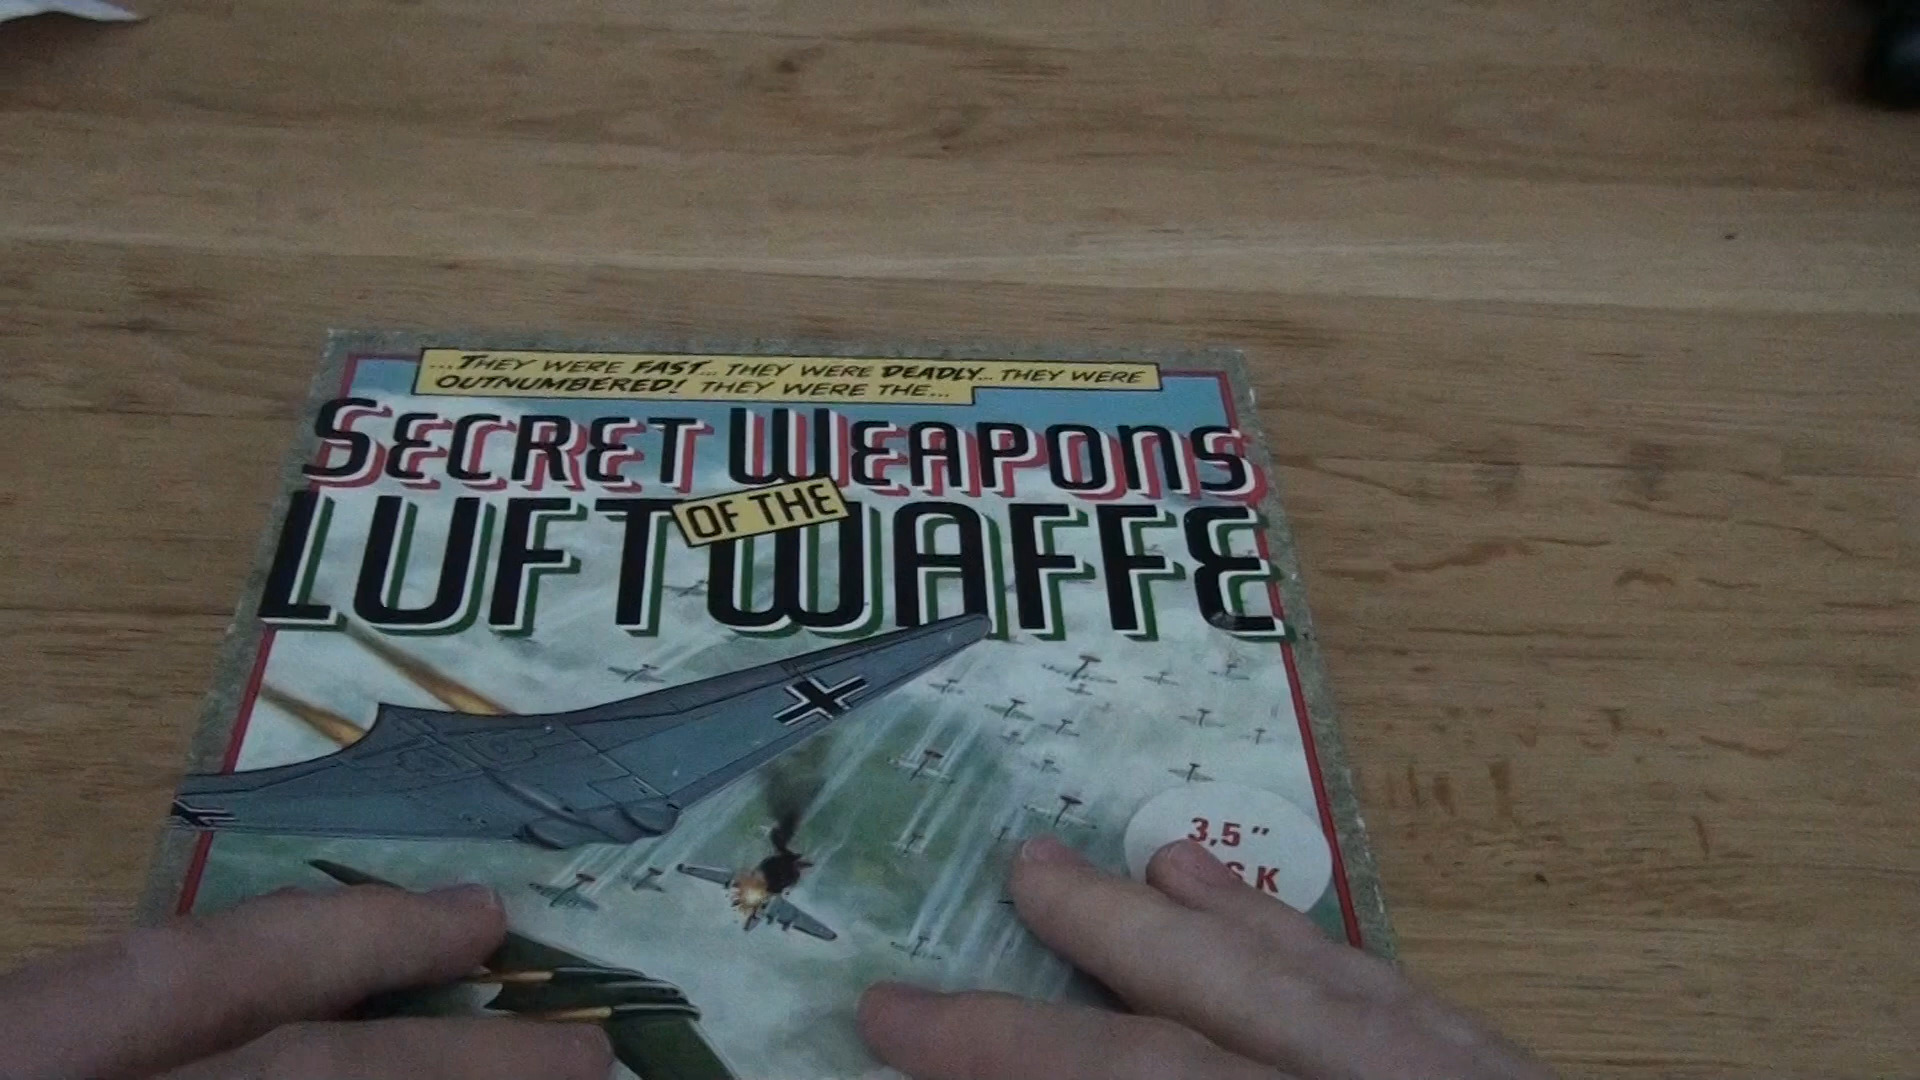 ...THEY WERE FAST... THEY WERE DEADLY... THEY WERE
OUTNUMBERED! THEY WERE THE...
SECRET WEAPONS
OF THE
LUFTWAFFE
3,5"